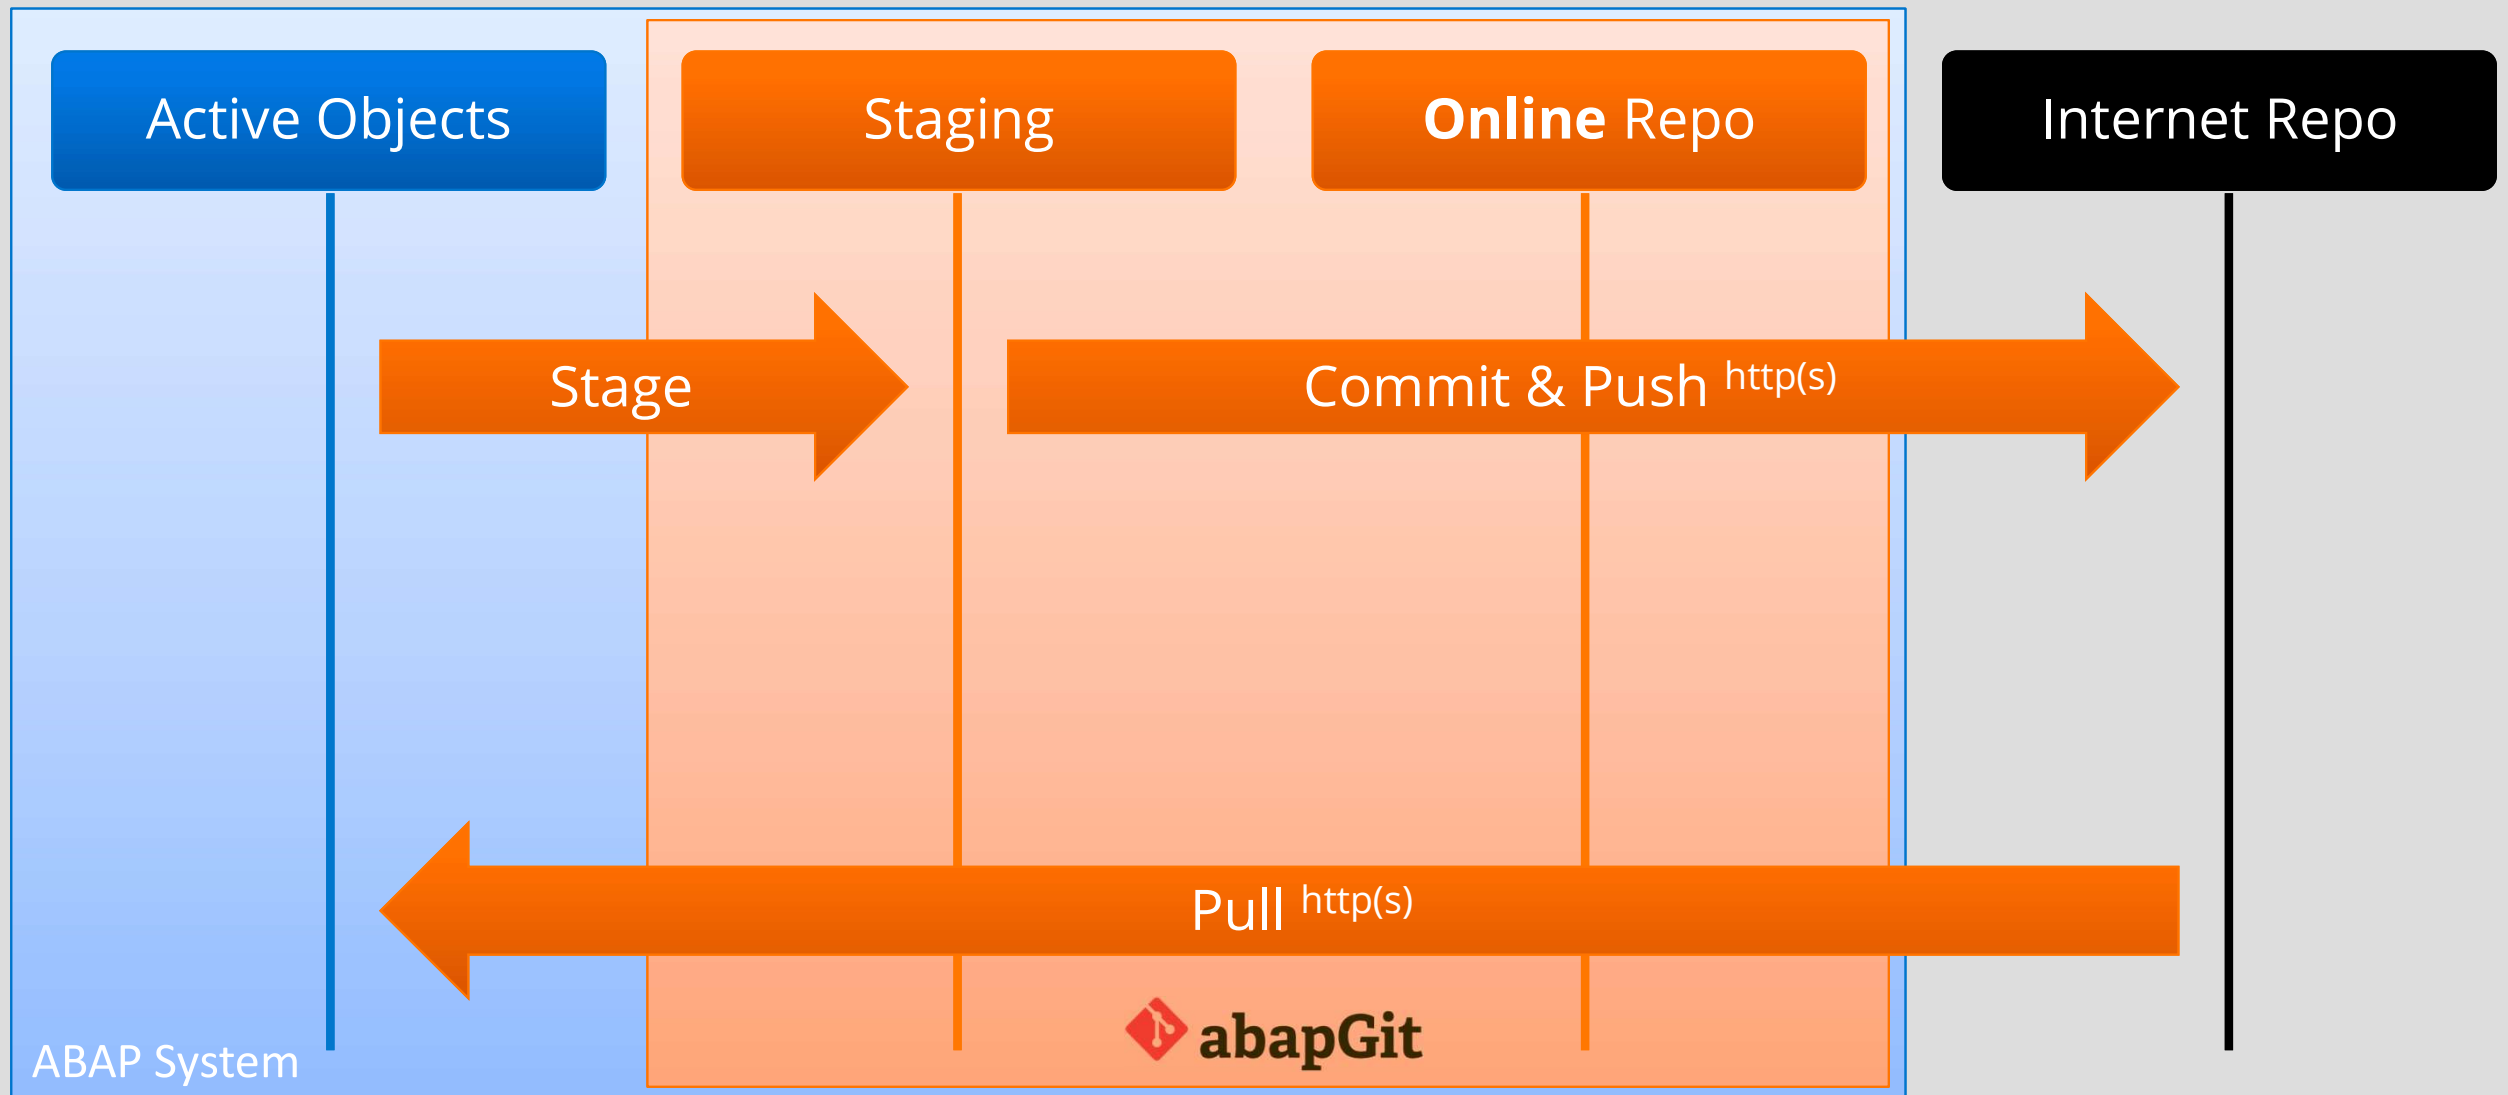 Active Objects
Staging
Online Repo
Internet Repo
Stage
Commit & Push http(s)
Pull http(s)
abapGit
ABAP System